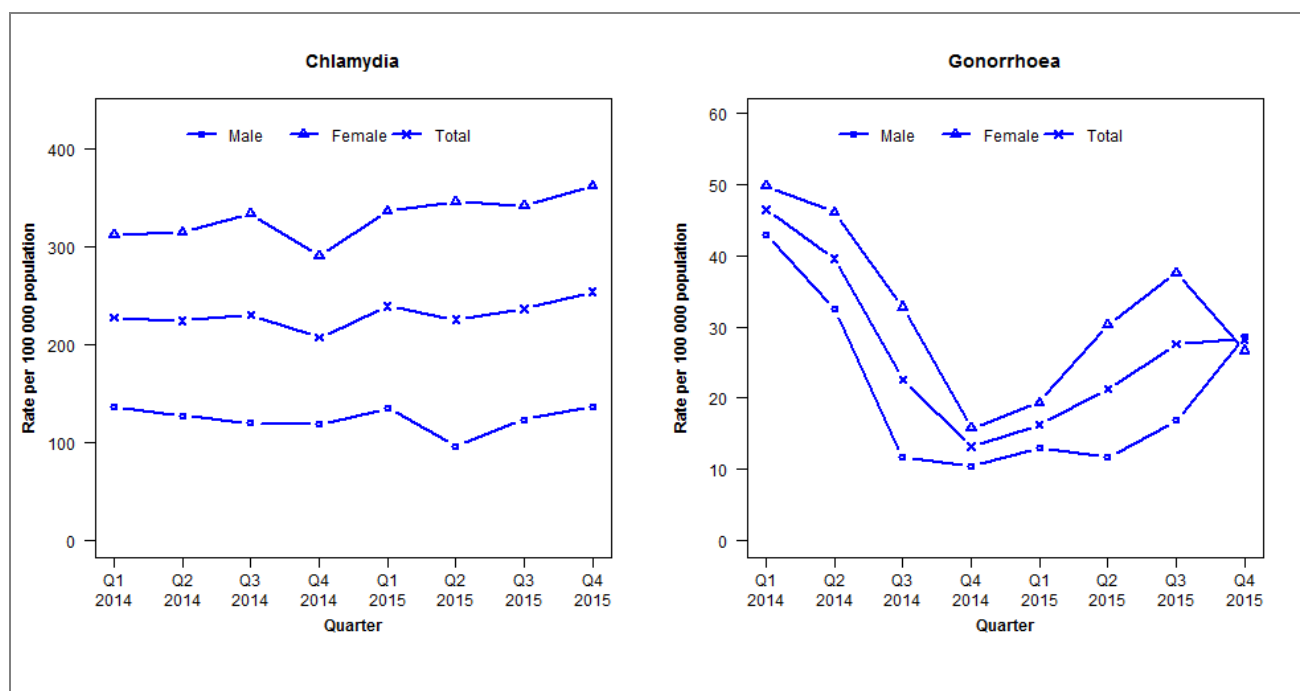 Chlamydia
Male Female Total
Rate per 100 000 population
400
300
200
100
0
Q1 Q2 Q3 Q4 Q1 Q2 Q3 Q4
2014 2014 2014 2014 2015 2015 2015 2015
Quarter
Gonorrhoea
Male Female Total
Rate per 100 000 population
60
50
40
30
20
10
0
Q1 Q2 Q3 Q4 Q1 Q2 Q3 Q4
2014 2014 2014 2014 2015 2015 2015 2015
Quarter